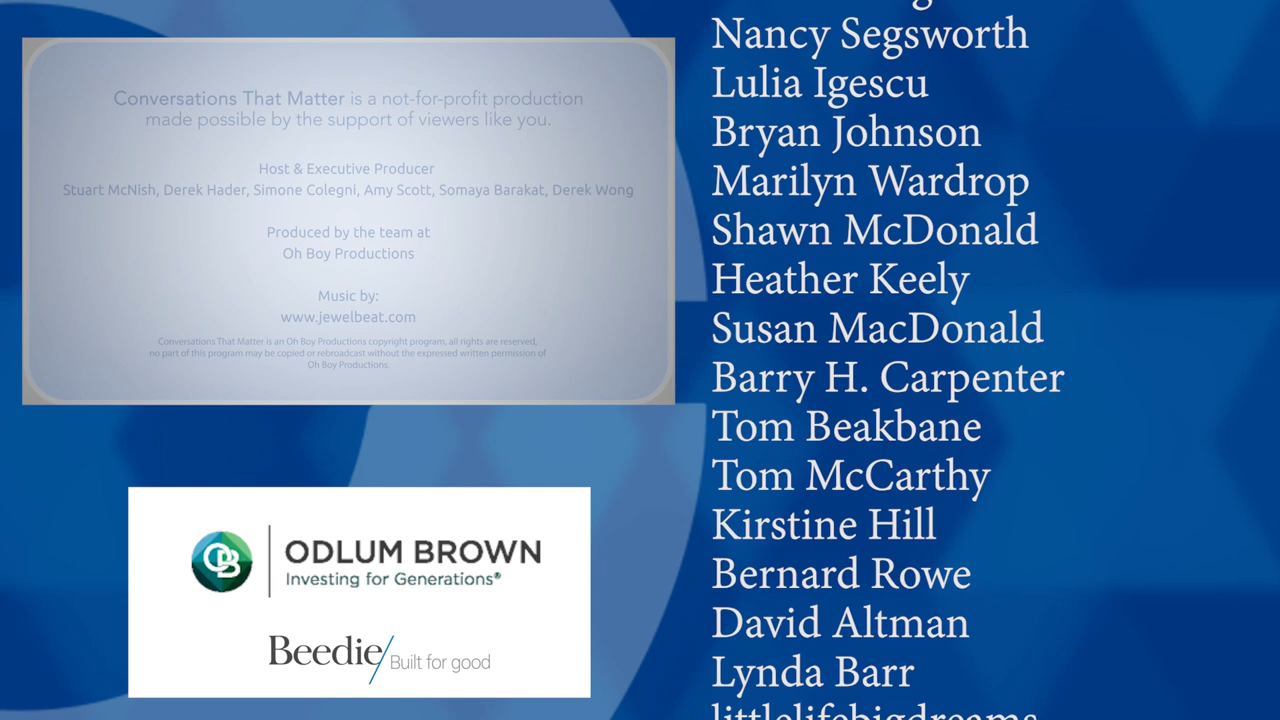 Conversations That Matter is a not-for-profit production
made possible by the support of viewers like you.
Host & Executive Producer
Stuart McNish, Derek Hader, Simone Colegni, Amy Scott, Somaya Barakat, Derek Wong
Produced by the team at
Oh Boy Productions
Music by:
www.jewelbeat.com
Conversations That Matter is an Oh Boy Productions copyright program, all rights are reserved,
no part of this program may be copied or rebroadcast without the expressed written permission of
Oh Boy Productions.
OB
ODLUM BROWN
Investing for Generations®
Beedie/ Built for good
Nancy Segsworth
Lulia Igescu
Bryan Johnson
Marilyn Wardrop
Shawn McDonald
Heather Keely
Susan MacDonald
Barry H. Carpenter
Tom Beakbane
Tom McCarthy
Kirstine Hill
Bernard Rowe
David Altman
Lynda Barr
littlelifebigdreams